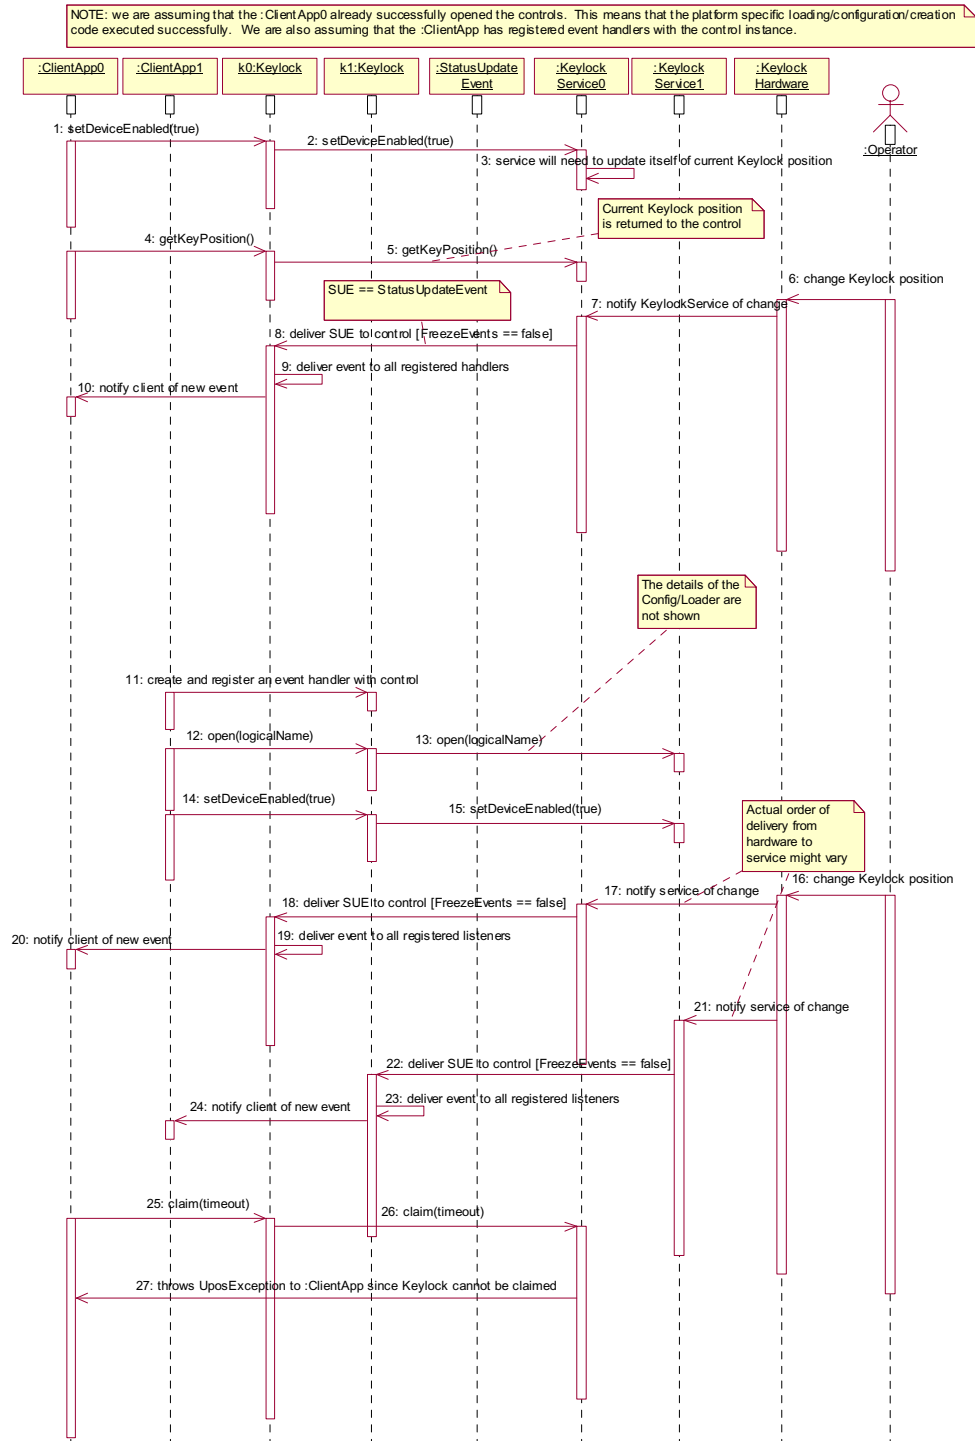 NOTE: we are assuming that the :ClientApp0 already successfully opened the controls. This means that the platform specific loading/configuration/creation
code executed successfully. We are also assuming that the :ClientApp has registered event handlers with the control instance.
:ClientApp0
:ClientApp1
k0:Keylock
k1:Keylock
:StatusUpdate
Event
:Keylock
Service0
:Keylock
Service1
:Keylock
Hardware
:Operator
1: setDeviceEnabled(true)
2: setDeviceEnabled(true)
3: service will need to update itself of current Keylock position
Current Keylock position
is returned to the control
4: getKeyPosition()
5: getKeyPosition()
6: change Keylock position
SUE == StatusUpdateEvent
7: notify KeylockService of change
8: deliver SUE to control [FreezeEvents == false]
9: deliver event to all registered handlers
10: notify client of new event
The details of the
Config/Loader are
not shown
11: create and register an event handler with control
12: open(logicalName)
13: open(logicalName)
14: setDeviceEnabled(true)
15: setDeviceEnabled(true)
Actual order of
delivery from
hardware to
service might vary
16: change Keylock position
17: notify service of change
18: deliver SUE to control [FreezeEvents == false]
19: deliver event to all registered listeners
20: notify client of new event
21: notify service of change
22: deliver SUE to control [FreezeEvents == false]
23: deliver event to all registered listeners
24: notify client of new event
25: claim(timeout)
26: claim(timeout)
27: throws UposException to :ClientApp since Keylock cannot be claimed